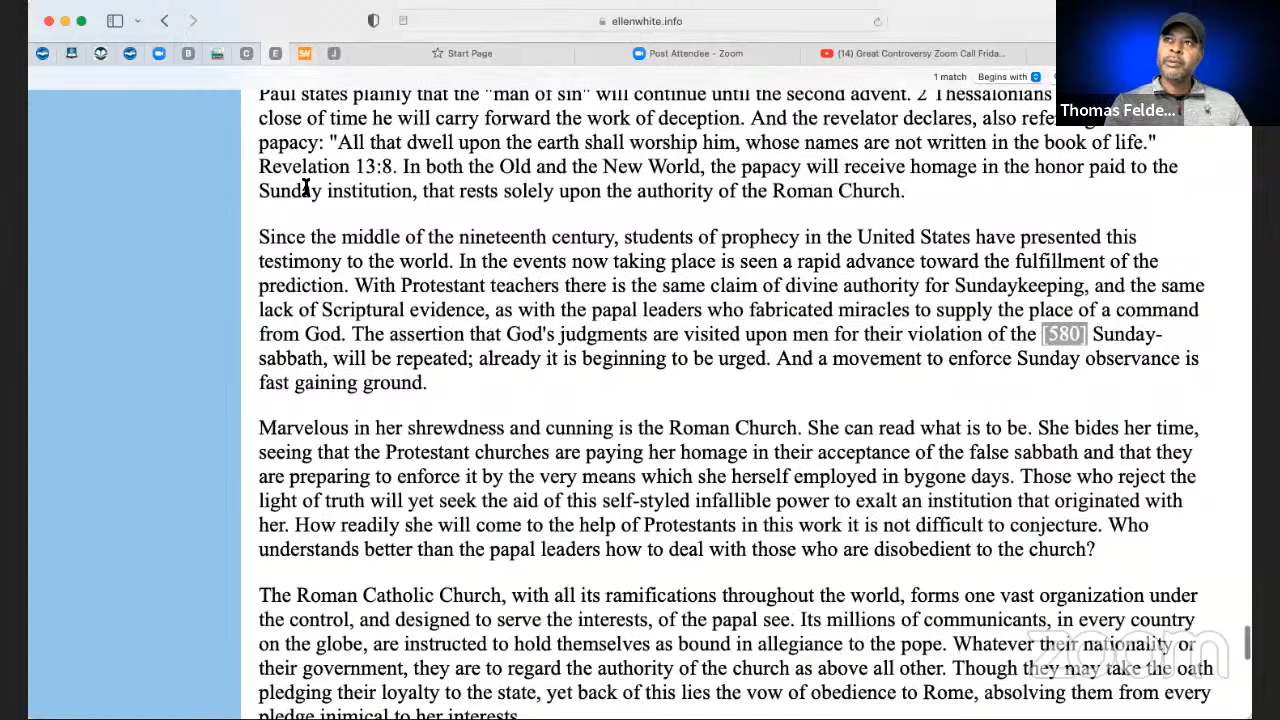 ellenwhite.info
B
C
E
SW
J
Start Page
Post Attendee - Zoom
(14) Great Controversy Zoom Call Frida...
1 match
Begins with
Thomas Felde...
Paul states plainly that the "man of sin" will continue until the second advent. 2 Thessalonians
close of time he will carry forward the work of deception. And the revelator declares, also
papacy: "All that dwell upon the earth shall worship him, whose names are not written in the book of life."
Revelation 13:8. In both the Old and the New World, the papacy will receive homage in the honor paid to the
Sunday institution, that rests solely upon the authority of the Roman Church.
Since the middle of the nineteenth century, students of prophecy in the United States have presented this
testimony to the world. In the events now taking place is seen a rapid advance toward the fulfillment of the
prediction. With Protestant teachers there is the same claim of divine authority for Sundaykeeping, and the same
lack of Scriptural evidence, as with the papal leaders who fabricated miracles to supply the place of a command
from God. The assertion that God's judgments are visited upon men for their violation of the [580] Sunday-
sabbath, will be repeated; already it is beginning to be urged. And a movement to enforce Sunday observance is
fast gaining ground.
Marvelous in her shrewdness and cunning is the Roman Church. She can read what is to be. She bides her time,
seeing that the Protestant churches are paying her homage in their acceptance of the false sabbath and that they
are preparing to enforce it by the very means which she herself employed in bygone days. Those who reject the
light of truth will yet seek the aid of this self-styled infallible power to exalt an institution that originated with
her. How readily she will come to the help of Protestants in this work it is not difficult to conjecture. Who
understands better than the papal leaders how to deal with those who are disobedient to the church?
The Roman Catholic Church, with all its ramifications throughout the world, forms one vast organization under
the control, and designed to serve the interests, of the papal see. Its millions of communicants, in every country
on the globe, are instructed to hold themselves as bound in allegiance to the pope. Whatever their nationality or
their government, they are to regard the authority of the church as above all other. Though they may take the oath
pledging their loyalty to the state, yet back of this lies the vow of obedience to Rome, absolving them from every
pledge inimical to her interests.
zoom